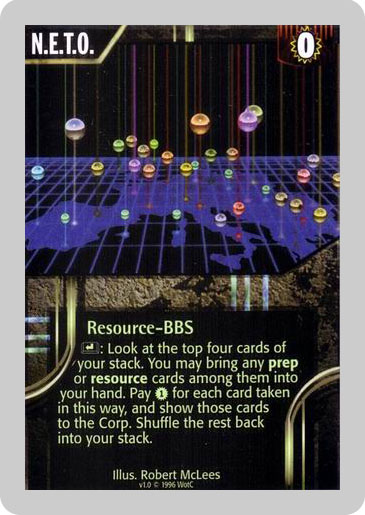 N.E.T.O.
0
Resource-BBS
: Look at the top four cards of
your stack. You may bring any prep
or resource cards among them into
your hand. Pay 1 for each card taken
in this way, and show those cards
to the Corp. Shuffle the rest back
into your stack.
Illus. Robert McLees
v1.0 © 1996 WotC